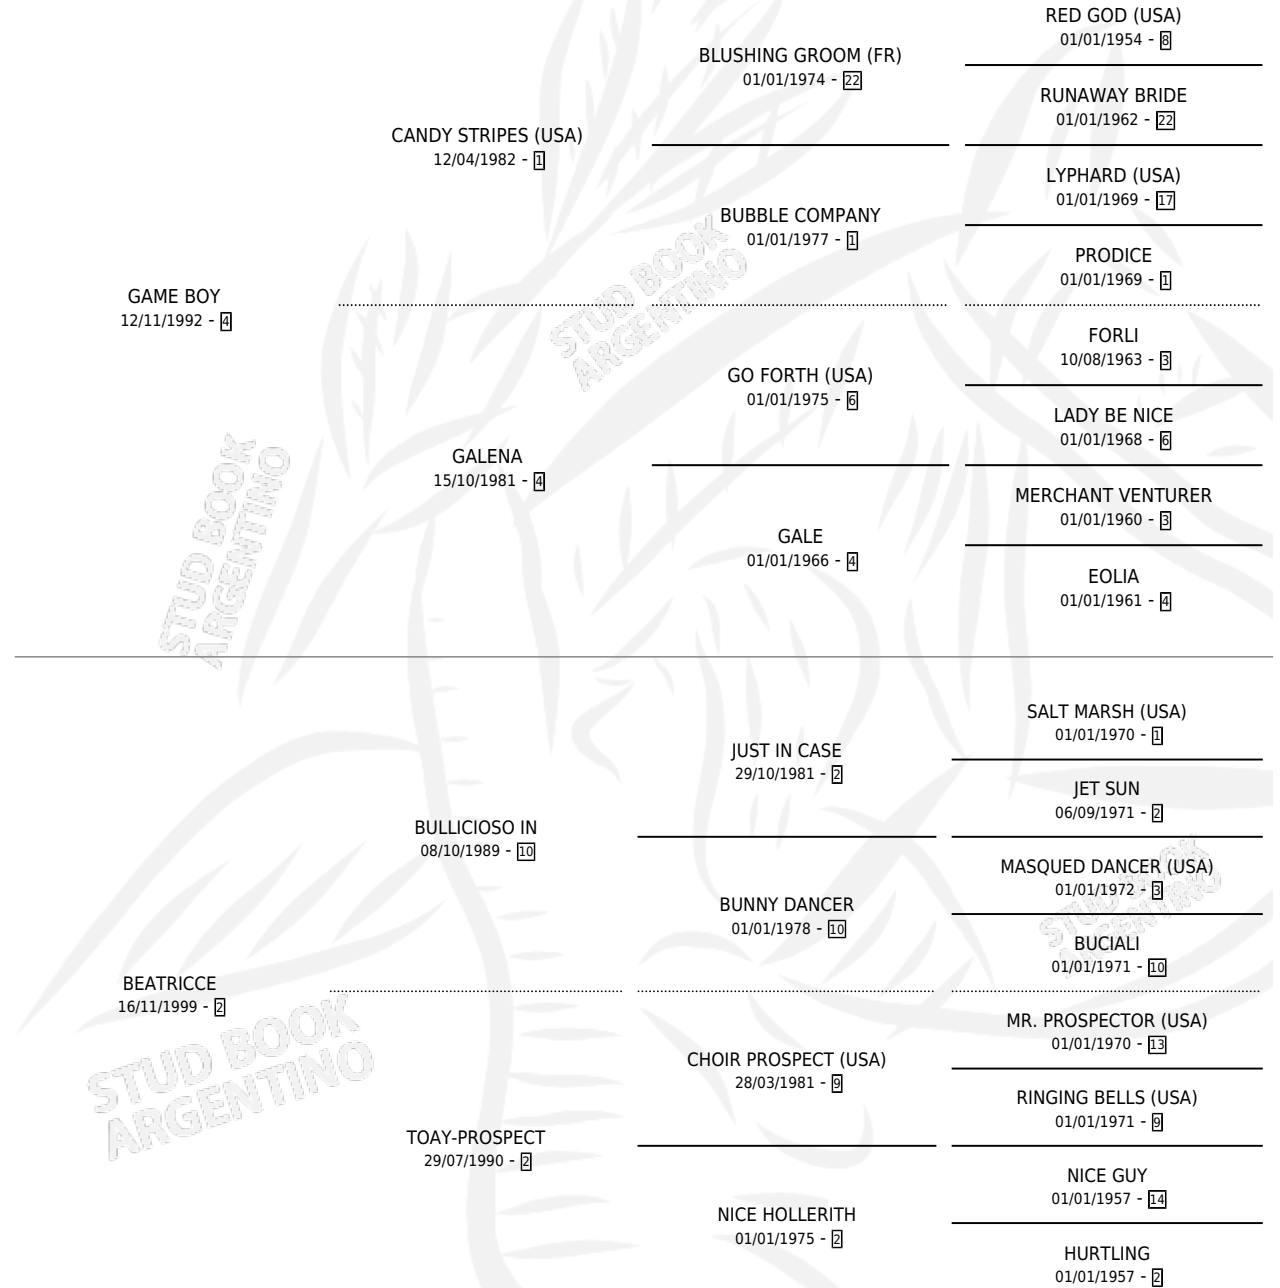 RED GOD (USA)
01/01/1954 - 8
BLUSHING GROOM (FR)
01/01/1974 - 22
RUNAWAY BRIDE
01/01/1962 - 22
CANDY STRIPES (USA)
12/04/1982 - 1
LYPHARD (USA)
01/01/1969 - 17
BUBBLE COMPANY
01/01/1977 - 1
PRODICE
01/01/1969 - 1
GAME BOY
12/11/1992 - 4
STUD BOOK
ARGENTINO
FORLI
10/08/1963 - 3
GO FORTH (USA)
01/01/1975 - 6
LADY BE NICE
01/01/1968 - 6
GALENA
15/10/1981 - 4
MERCHANT VENTURER
01/01/1960 - 3
GALE
01/01/1966 - 4
EOLIA
01/01/1961 - 4
STUD BOOK
ARGENTINO
SALT MARSH (USA)
01/01/1970 - 1
JUST IN CASE
29/10/1981 - 2
JET SUN
06/09/1971 - 2
BULLICIOSO IN
08/10/1989 - 10
MASQUED DANCER (USA)
01/01/1972 - 3
BUNNY DANCER
01/01/1978 - 10
STUD BOOK
ARGENTINO
BUCIALI
01/01/1971 - 10
BEATRICCE
16/11/1999 - 2
MR. PROSPECTOR (USA)
01/01/1970 - 13
CHOIR PROSPECT (USA)
28/03/1981 - 9
STUD BOOK
ARGENTINO
RINGING BELLS (USA)
01/01/1971 - 9
TOAY-PROSPECT
29/07/1990 - 2
NICE GUY
01/01/1957 - 14
NICE HOLLERITH
01/01/1975 - 2
HURTLING
01/01/1957 - 2